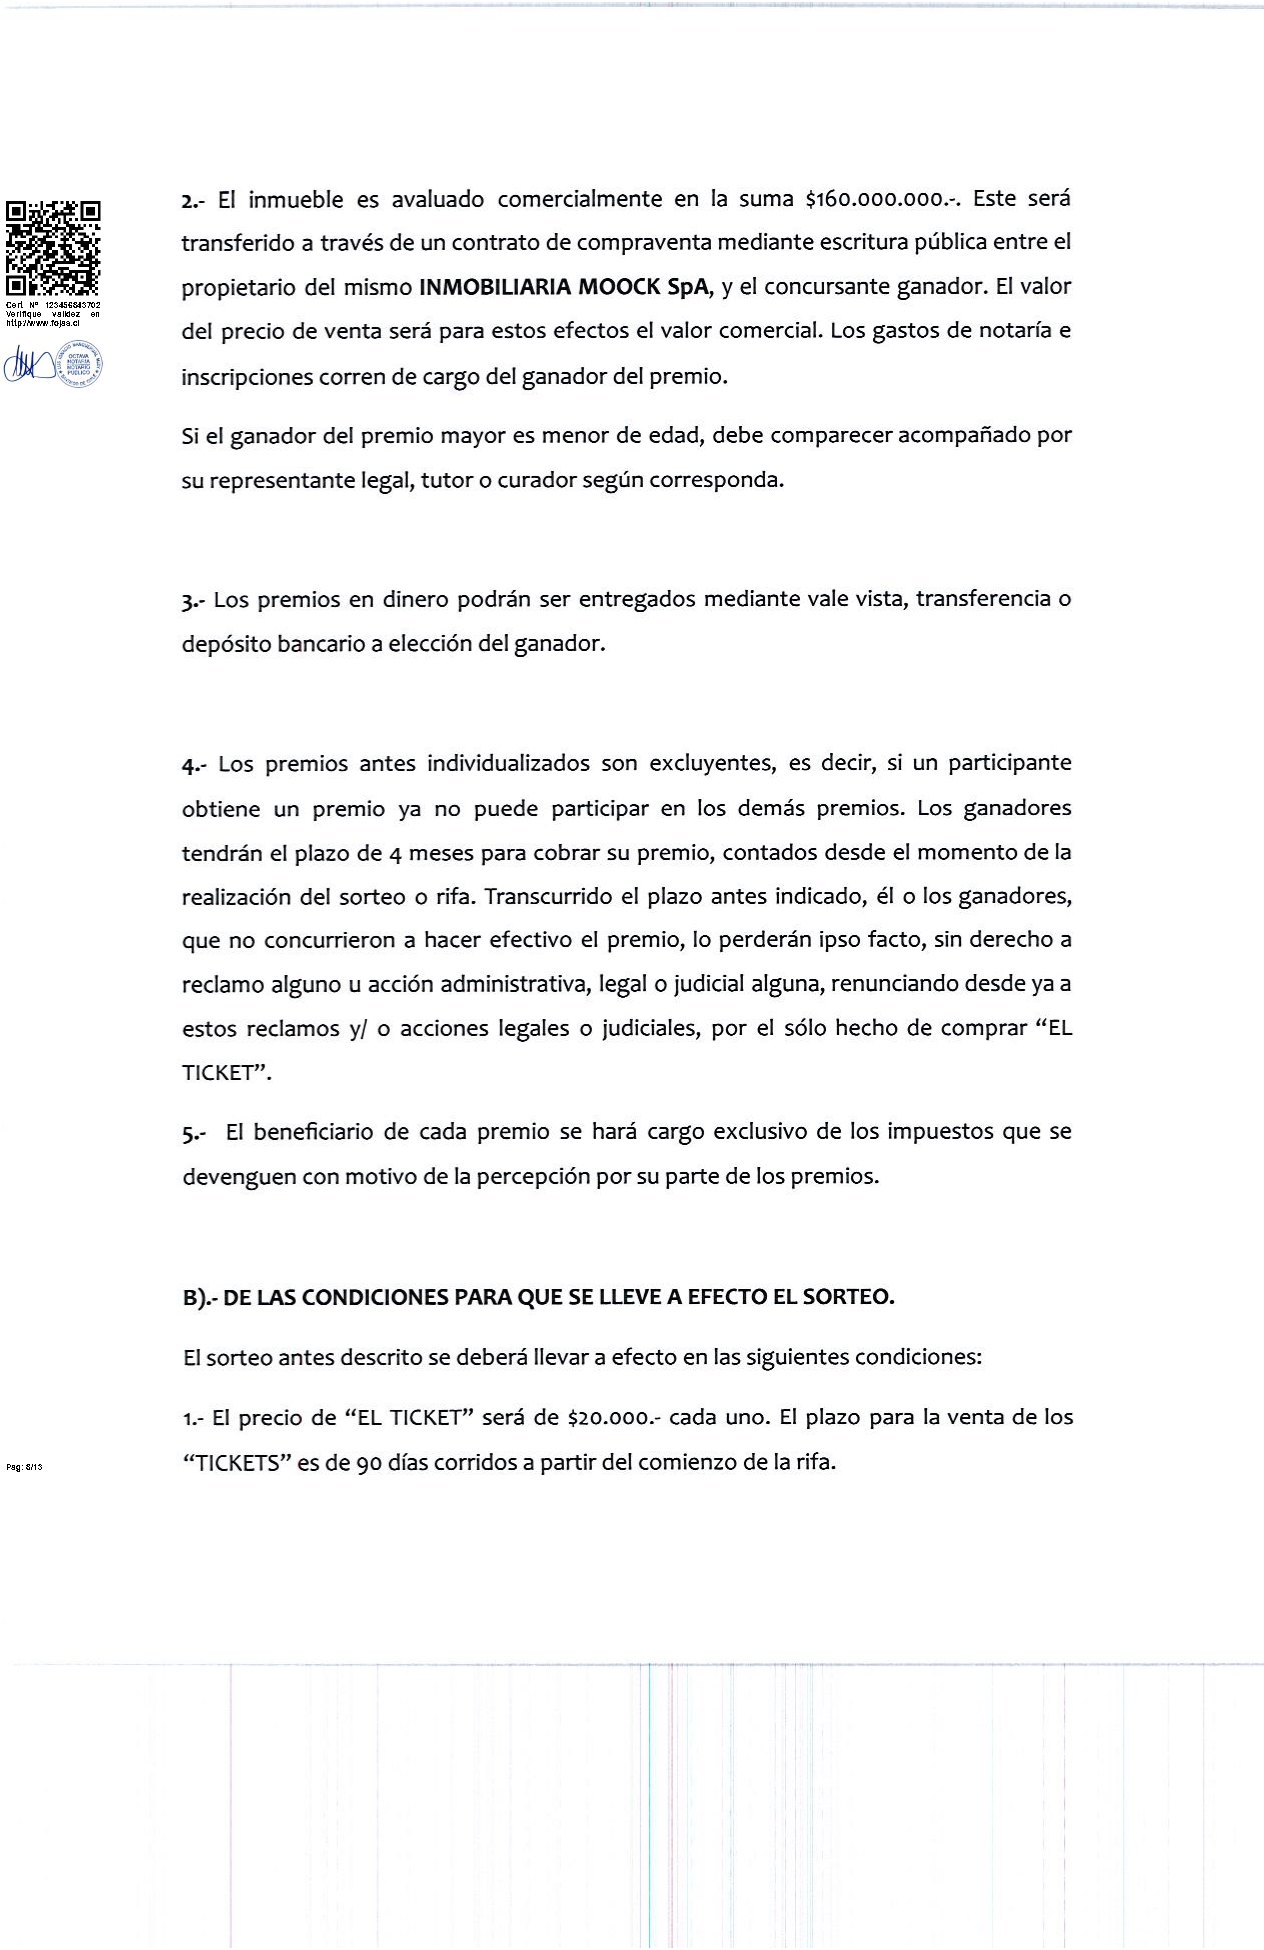 2.- El inmueble es avaluado comercialmente en la suma $160.000.000.-. Este será
transferido a través de un contrato de compraventa mediante escritura pública entre el
propietario del mismo INMOBILIARIA MOOCK SpA, y el concursante ganador. El valor
del precio de venta será para estos efectos el valor comercial. Los gastos de notaría e
inscripciones corren de cargo del ganador del premio.
Si el ganador del premio mayor es menor de edad, debe comparecer acompañado por
su representante legal, tutor o curador según corresponda.
3.- Los premios en dinero podrán ser entregados mediante vale vista, transferencia o
depósito bancario a elección del ganador.
4.- Los premios antes individualizados son excluyentes, es decir, si un participante
obtiene un premio ya no puede participar en los demás premios. Los ganadores
tendrán el plazo de 4 meses para cobrar su premio, contados desde el momento de la
realización del sorteo o rifa. Transcurrido el plazo antes indicado, él o los ganadores,
que no concurrieron a hacer efectivo el premio, lo perderán ipso facto, sin derecho a
reclamo alguno u acción administrativa, legal o judicial alguna, renunciando desde ya a
estos reclamos y/ o acciones legales o judiciales, por el sólo hecho de comprar “EL
TICKET”.
5.- El beneficiario de cada premio se hará cargo exclusivo de los impuestos que se
devenguen con motivo de la percepción por su parte de los premios.
B).- DE LAS CONDICIONES PARA QUE SE LLEVE A EFECTO EL SORTEO.
El sorteo antes descrito se deberá llevar a efecto en las siguientes condiciones:
1.- El precio de “EL TICKET” será de $20.000.- cada uno. El plazo para la venta de los
“TICKETS” es de 90 días corridos a partir del comienzo de la rifa.
Cert. Nº 123456843702
Verifique validez en
http://www.fojas.cl
OCTAVA
NOTARIA
NOTARIO
PUBLICO
Pag: